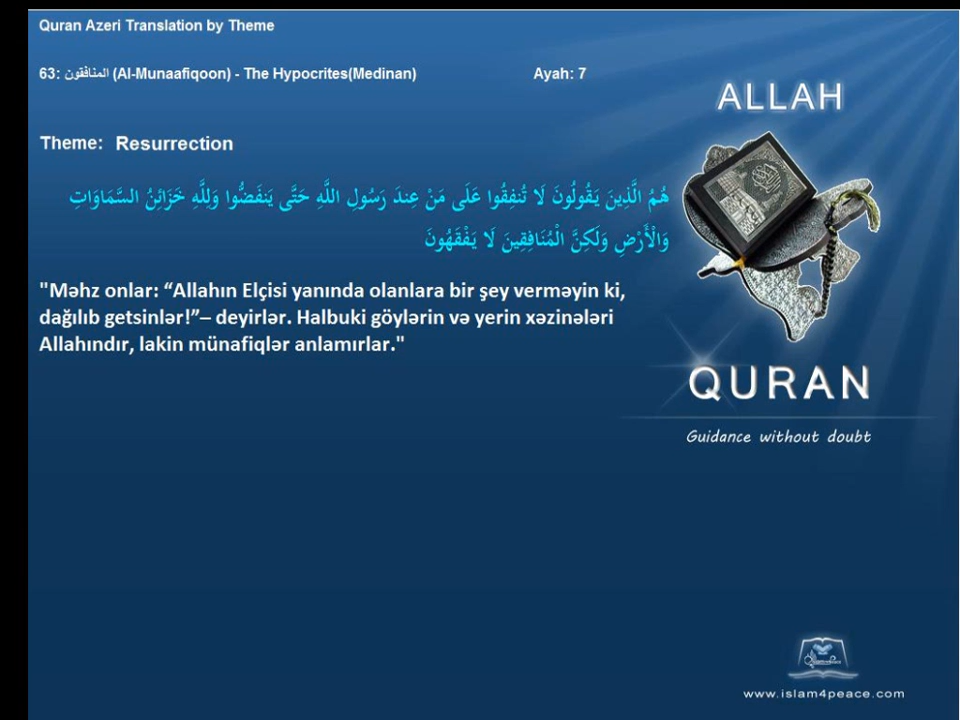 Quran Azeri Translation by Theme
63: المنافقون (Al-Munaafiqoon) - The Hypocrites(Medinan) Ayah: 7
ALLAH
Theme: Resurrection
هُمُ الَّذِينَ يَقُولُونَ لَا تُنفِقُوا عَلَى مَنْ عِندَ رَسُولِ اللَّهِ حَتَّى يَنفَضُّوا وَلِلَّهِ خَزَائِنُ السَّمَاوَاتِ
وَالْأَرْضِ وَلَكِنَّ الْمُنَافِقِينَ لَا يَفْقَهُونَ
"Məhz onlar: “Allahın Elçisi yanında olanlara bir şey verməyin ki,
dağılıb getsinlər!”– deyirlər. Halbuki göylərin və yerin xəzinələri
Allahındır, lakin münafiqlər anlamırlar."
QURAN
Guidance without doubt
www.islam4peace.com